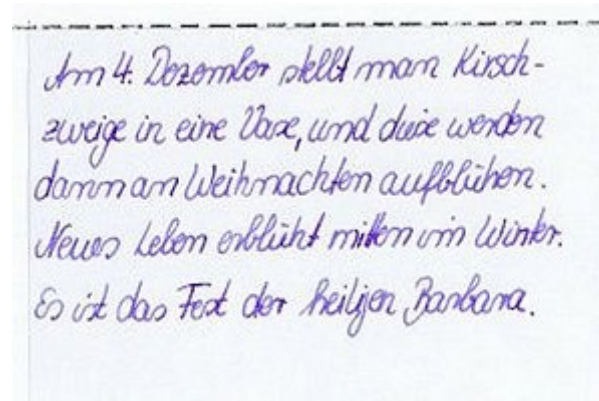 Am 4. Dezember stellt man Kirsch-
zweige in eine Vase, und diese werden
dann an Weihnachten aufblühen.
Neues Leben erblüht mitten im Winter.
Es ist das Fest der heiligen Barbara.